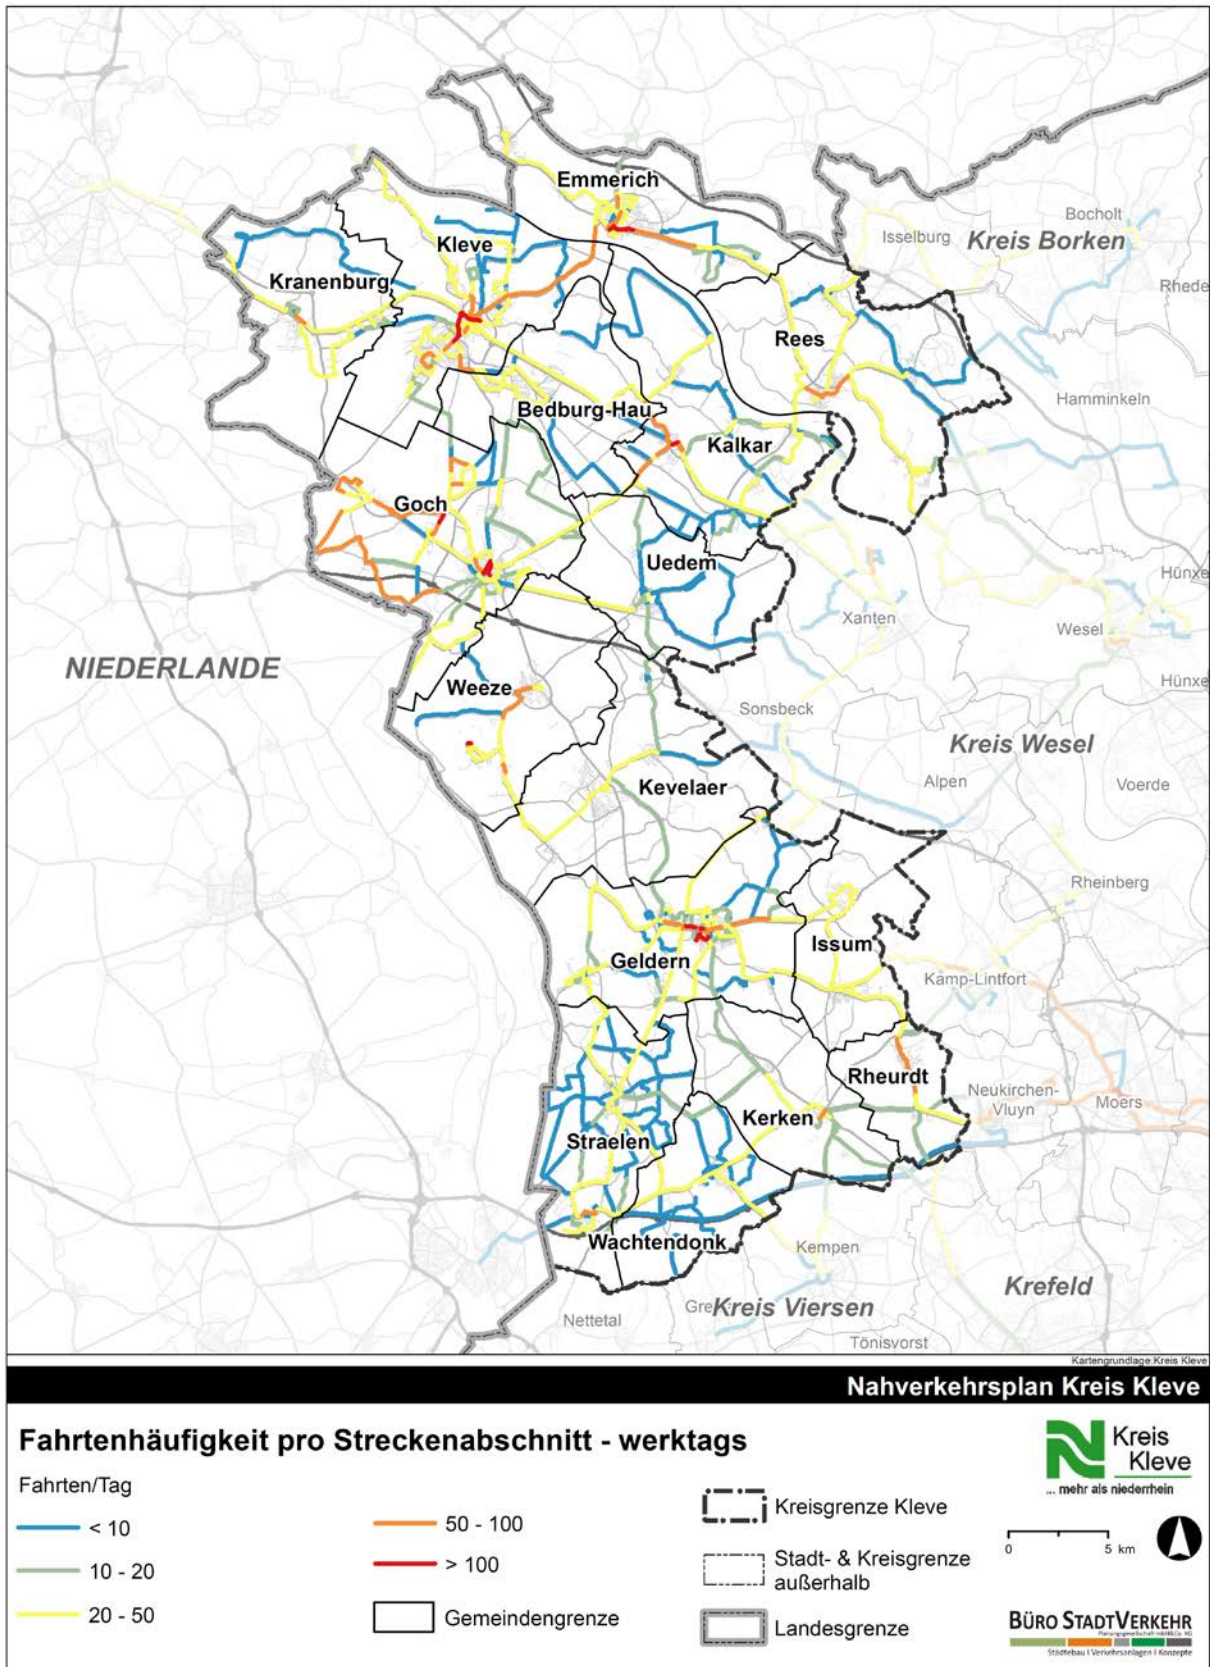 Emmerich
Bocholt
Isselburg
Kreis Borken
Kleve
Kranenburg
Rhede
Rees
Hamminkeln
Bedburg-Hau
Kalkar
Goch
Uedem
Hünxe
Xanten
Wesel
NIEDERLANDE
Weeze
Hünxe
Sonsbeck
Kreis Wesel
Kevelaer
Alpen
Voerde
Rheinberg
Issum
Geldern
Kamp-Lintfort
Rheurdt
Neukirchen-
Vluyn
Moers
Kerken
Straelen
Wachtendonk
Kempen
Krefeld
Kreis Viersen
Nettetal
Tönisvorst
Kartengrundlage:Kreis Kleve
Nahverkehrsplan Kreis Kleve
Fahrtenhäufigkeit pro Streckenabschnitt - werktags
Fahrten/Tag
< 10
10 - 20
20 - 50
50 - 100
> 100
Gemeindengrenze
Kreisgrenze Kleve
Stadt- & Kreisgrenze
außerhalb
Landesgrenze
Kreis
Kleve
... mehr als niederrhein
0 5 km
BÜRO STADTVERKEHR
Städtebau I Verkehrsanlagen I Konzepte